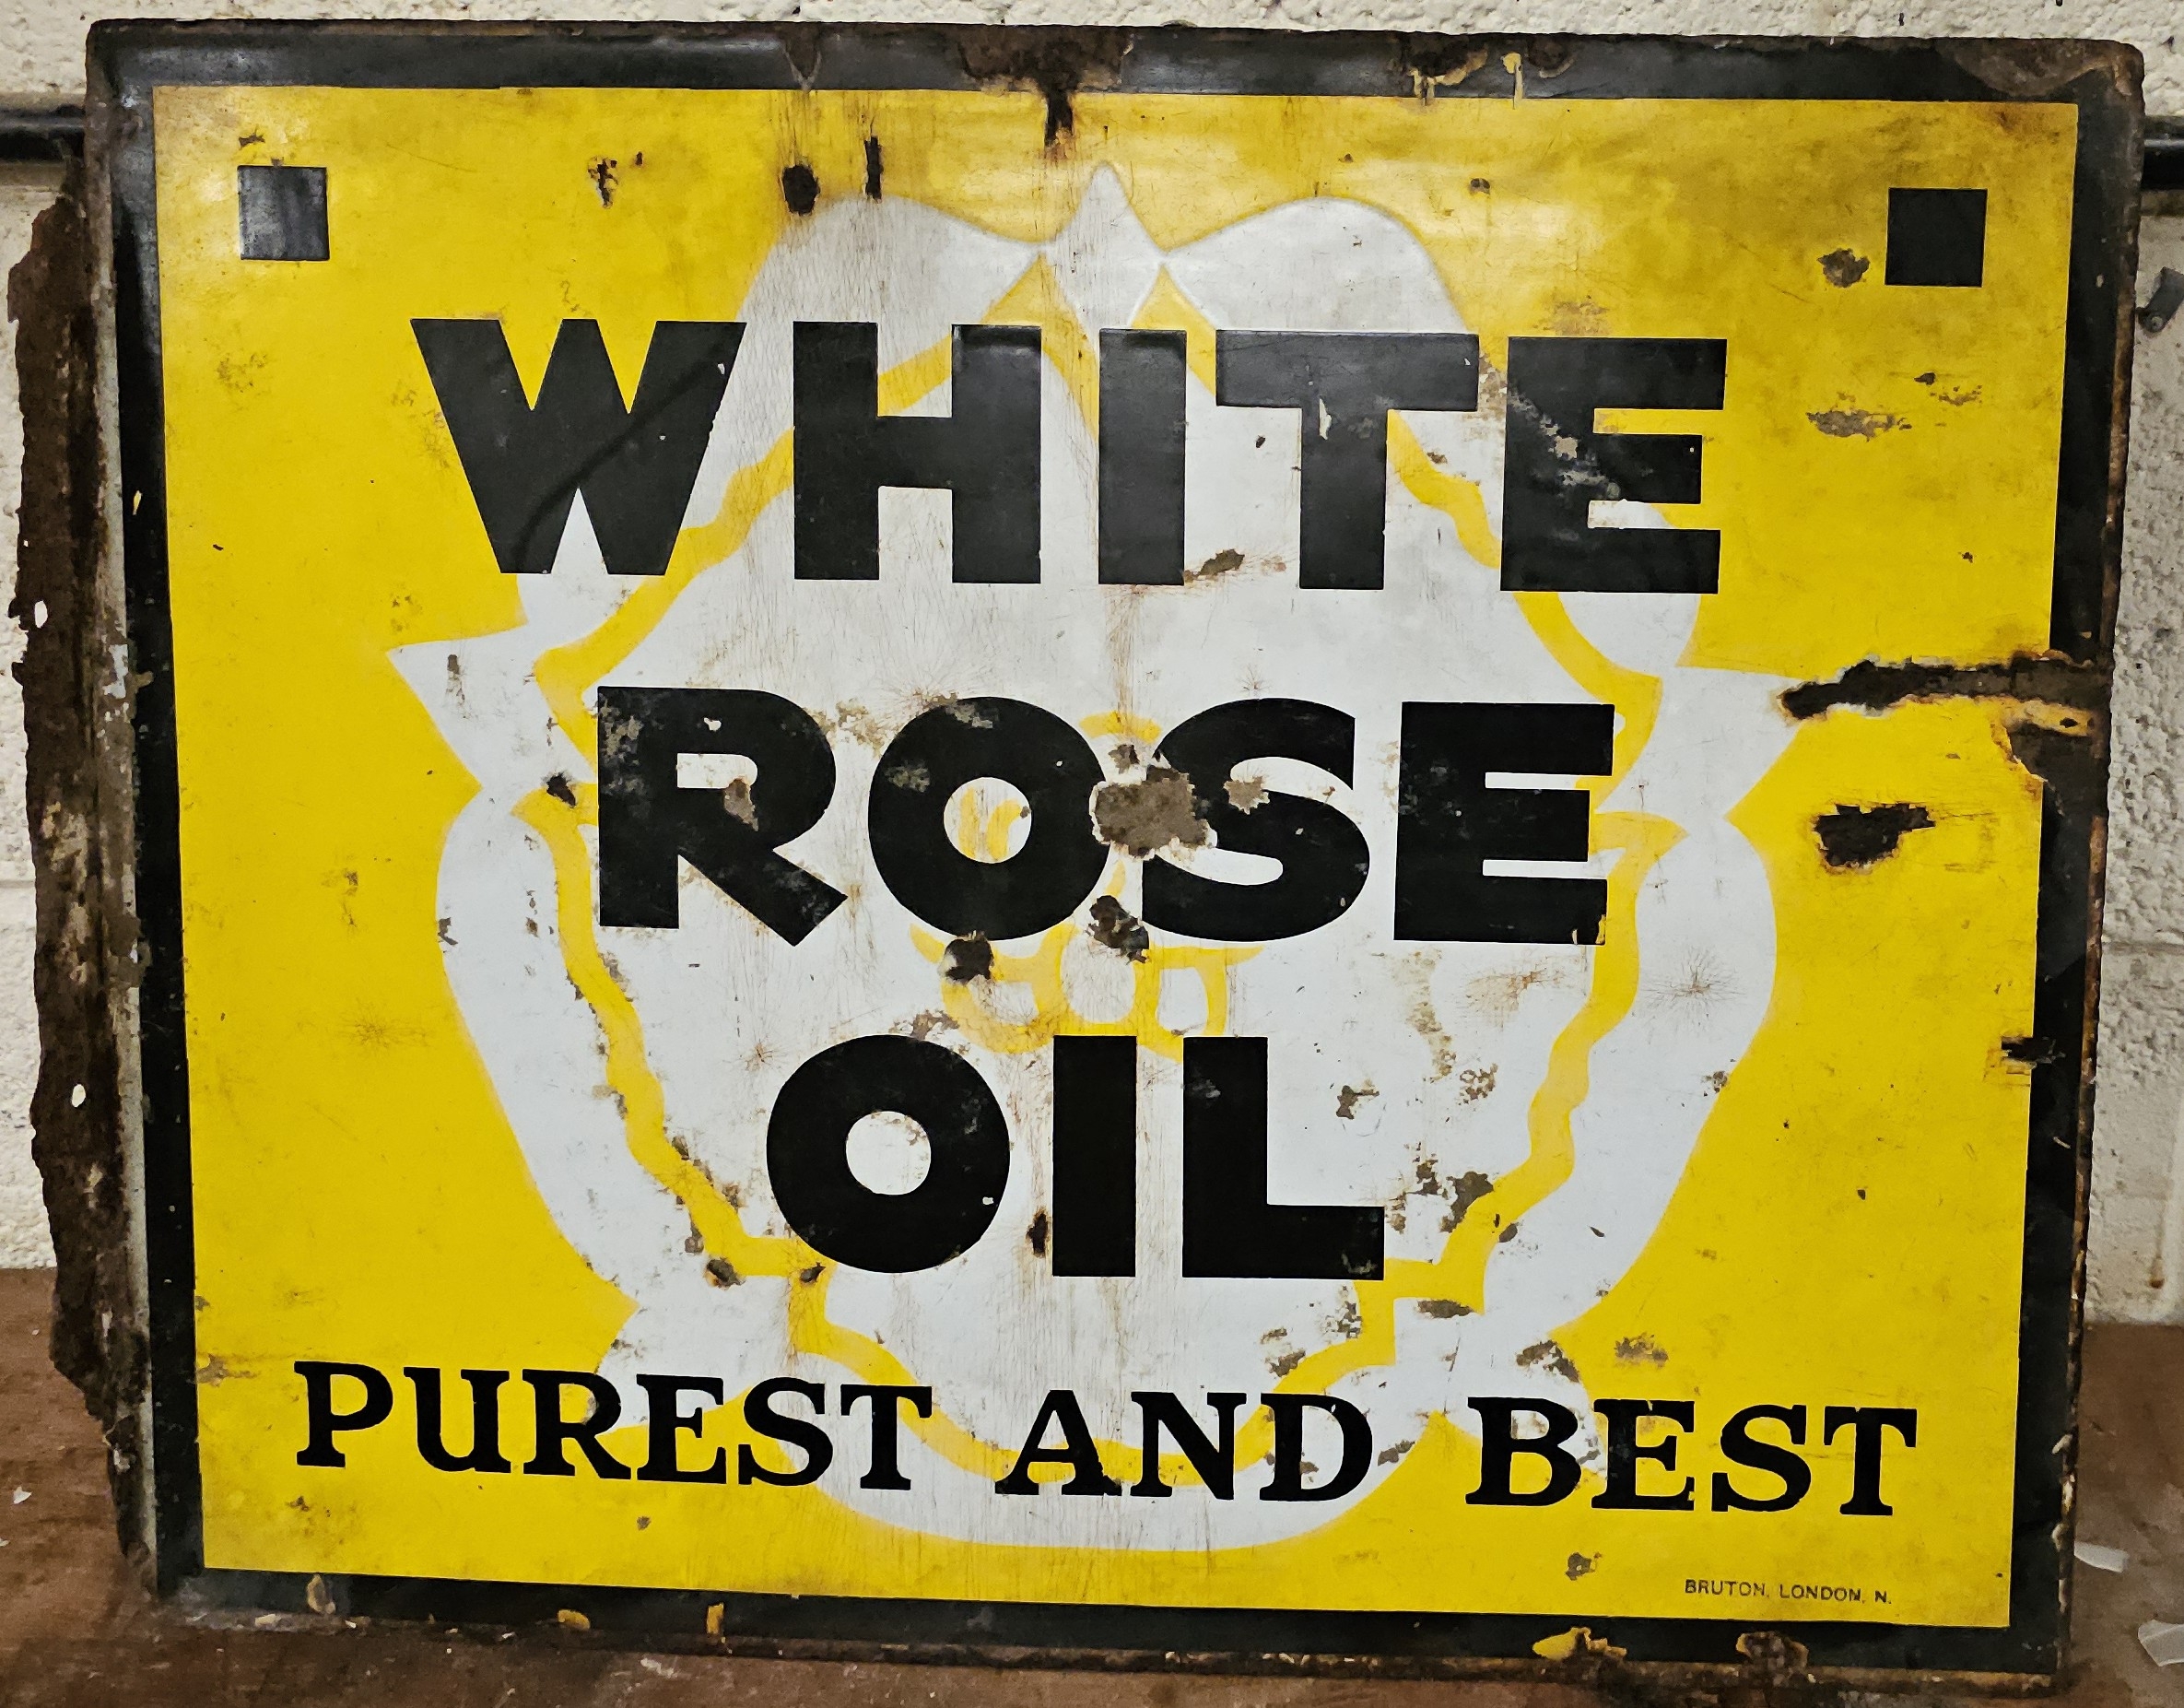 WHITE
ROSE
OIL
PUREST AND BEST
BRUTON, LONDON, N.